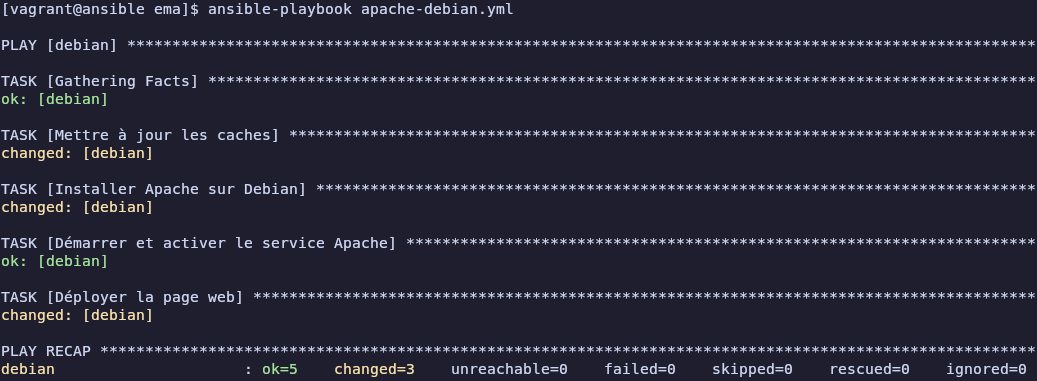 [vagrant@ansible ema]$ ansible-playbook apache-debian.yml
PLAY [debian] *****************************************************************************************************
TASK [Gathering Facts] ********************************************************************************************
ok: [debian]
TASK [Mettre à jour les caches] ***********************************************************************************
changed: [debian]
TASK [Installer Apache sur Debian] ********************************************************************************
changed: [debian]
TASK [Démarrer et activer le service Apache] **********************************************************************
ok: [debian]
TASK [Déployer la page web] ***************************************************************************************
changed: [debian]
PLAY RECAP ********************************************************************************************************
debian                     : ok=5    changed=3    unreachable=0    failed=0    skipped=0    rescued=0    ignored=0